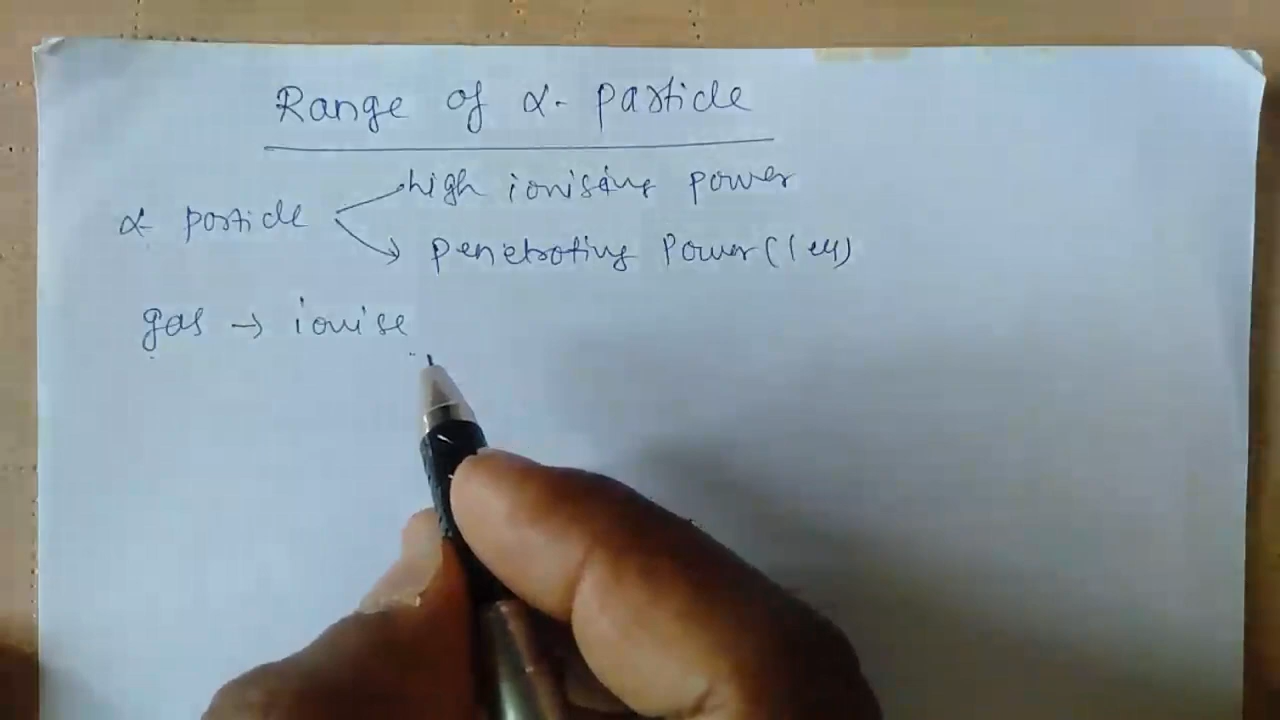 Range of α- particle
α- particle
high ionising power
penetrating Power (less)
gas → ionise